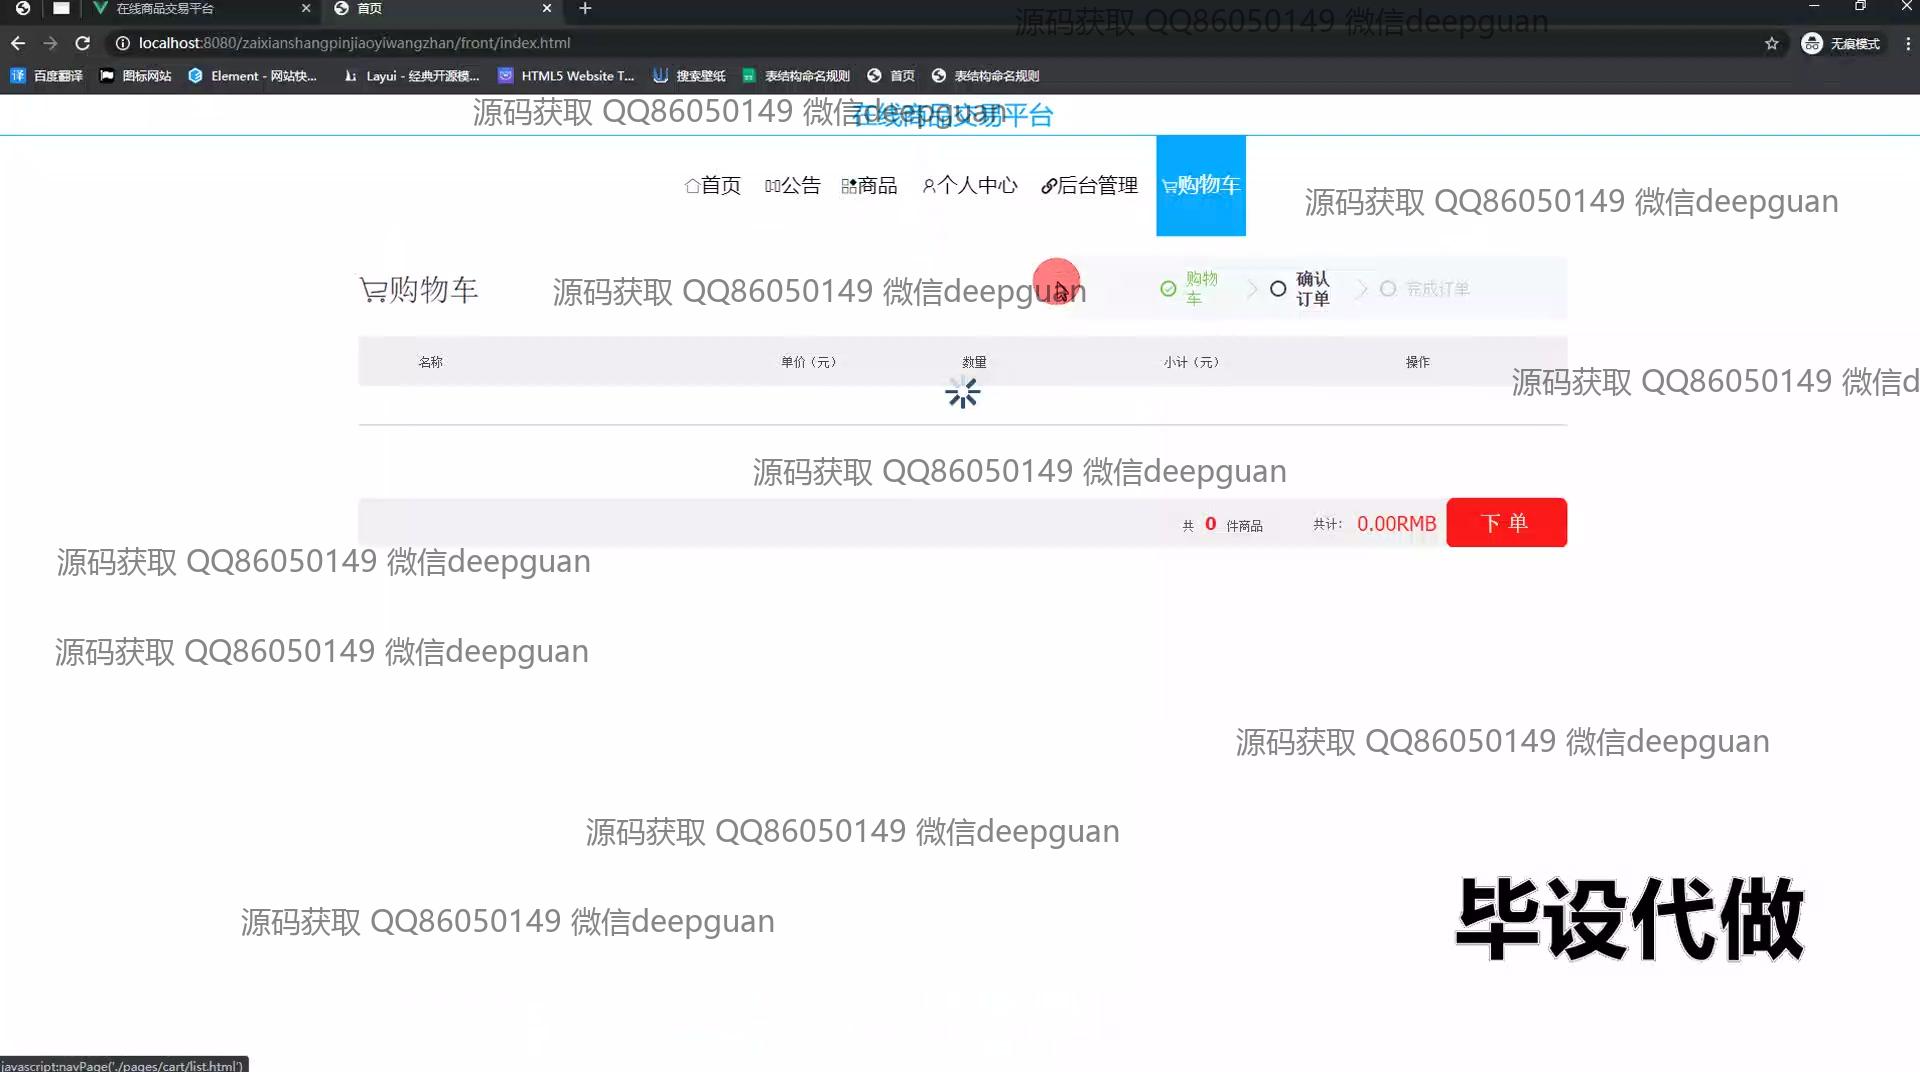 在线商品交易平台
首页
源码获取 QQ86050149 微信deepguan
localhost:8080/zaixianshangpinjiaoyiwangzhan/front/index.html
无痕模式
百度翻译 图标网站 Element - 网站快... Layui - 经典开源模... HTML5 Website T... 搜索壁纸 表结构命名规则 首页 表结构命名规则
源码获取 QQ86050149 微信deepguan
在线商品交易平台
首页 公告 商品 个人中心 后台管理 购物车
源码获取 QQ86050149 微信deepguan
购物车
源码获取 QQ86050149 微信deepguan
购物
车
确认
订单
完成订单
名称 单价（元） 数量 小计（元） 操作
源码获取 QQ86050149 微信d
源码获取 QQ86050149 微信deepguan
共 0 件商品 共计: 0.00RMB 下单
源码获取 QQ86050149 微信deepguan
源码获取 QQ86050149 微信deepguan
源码获取 QQ86050149 微信deepguan
源码获取 QQ86050149 微信deepguan
源码获取 QQ86050149 微信deepguan
毕设代做
javascript:navPage('./pages/cart/list.html')